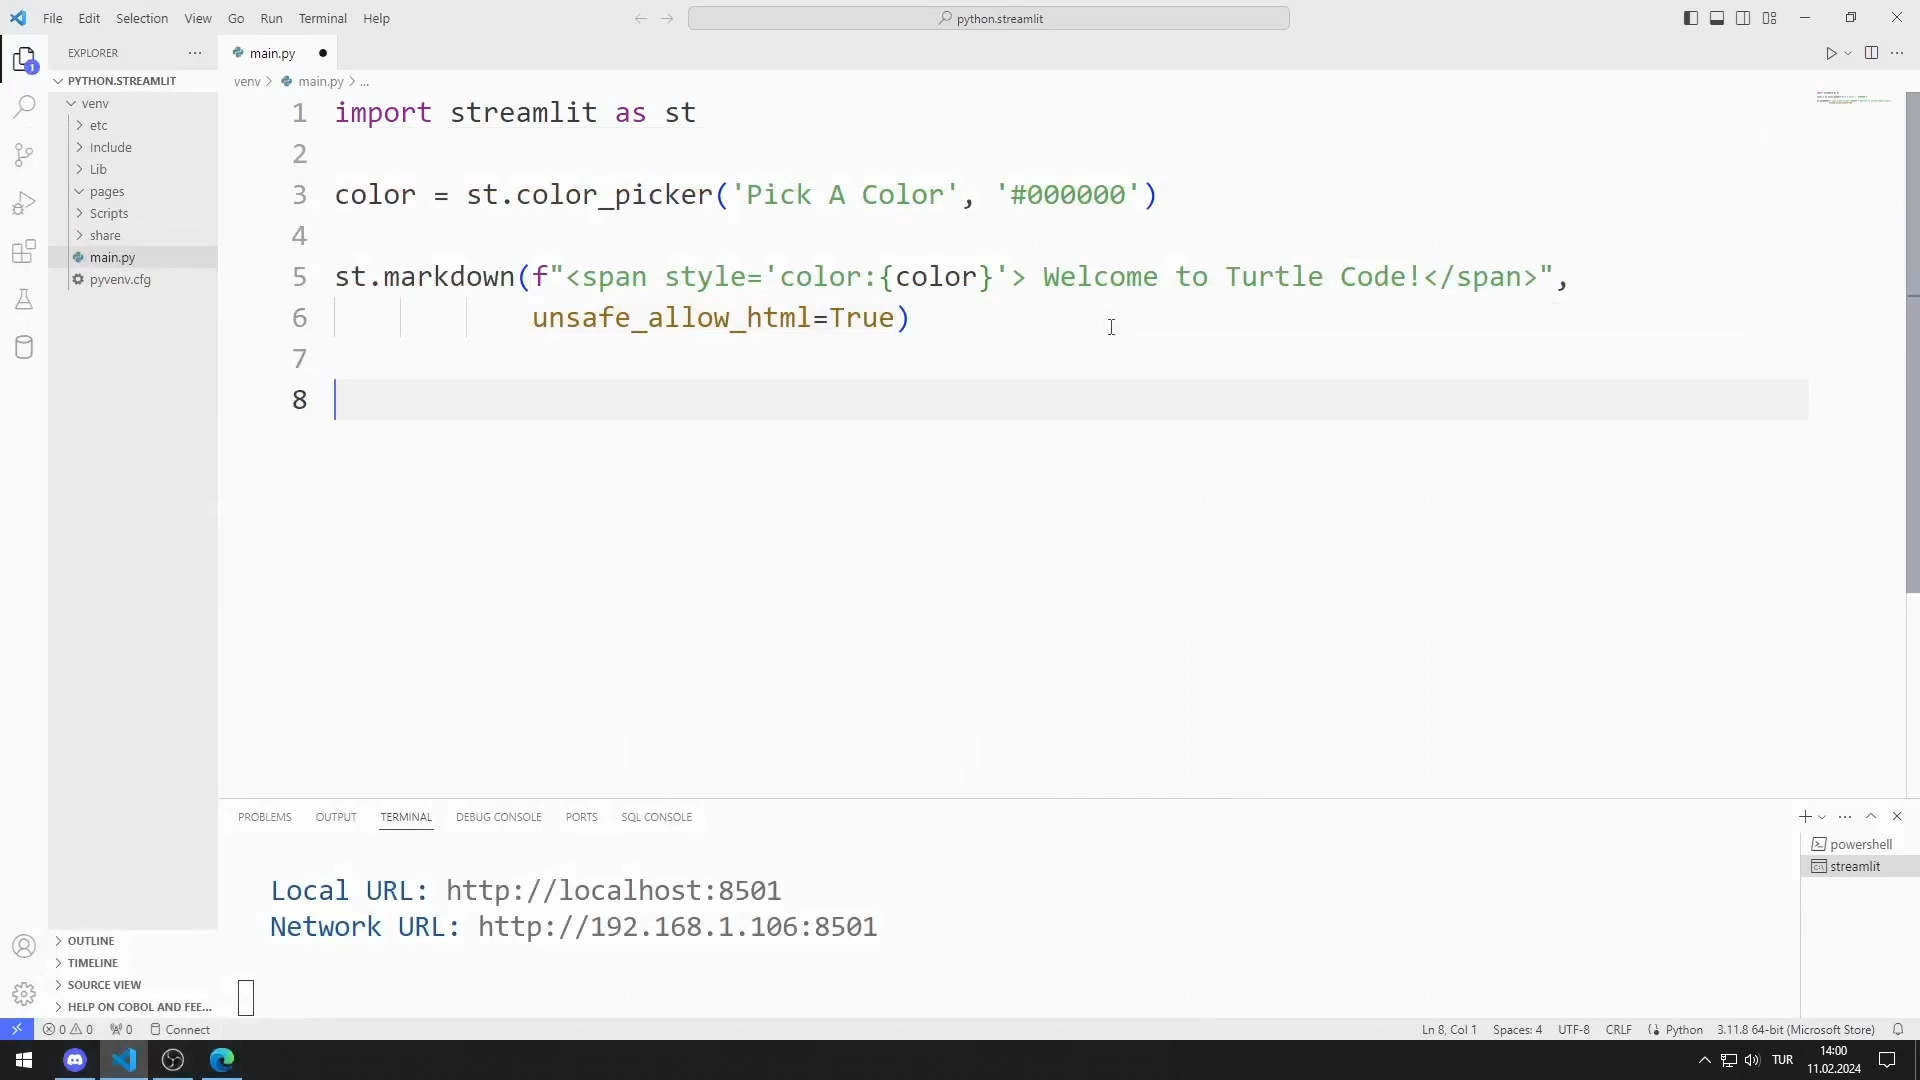 File Edit Selection View Go Run Terminal Help
python.streamlit
EXPLORER
main.py
PYTHON.STREAMLIT
venv > main.py > ...
venv
etc
Include
Lib
pages
Scripts
share
main.py
pyvenv.cfg
1 import streamlit as st
2
3 color = st.color_picker('Pick A Color', '#000000')
4
5 st.markdown(f"<span style='color:{color}'> Welcome to Turtle Code!</span>",
6 unsafe_allow_html=True)
7
8
PROBLEMS OUTPUT TERMINAL DEBUG CONSOLE PORTS SQL CONSOLE
powershell
streamlit
Local URL: http://localhost:8501
Network URL: http://192.168.1.106:8501
OUTLINE
TIMELINE
SOURCE VIEW
HELP ON COBOL AND FEE...
1
0 0 0 Connect
Ln 8, Col 1 Spaces: 4 UTF-8 CRLF Python 3.11.8 64-bit (Microsoft Store)
TUR
14:00
11.02.2024